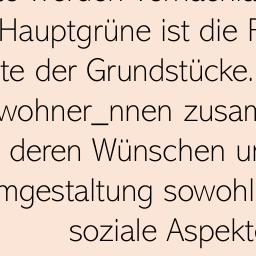 Hauptgrüne ist die
te der Grundstücke.
wohner_nnen zusam
deren Wünschen u
mgestaltung sowohl
soziale Aspekt